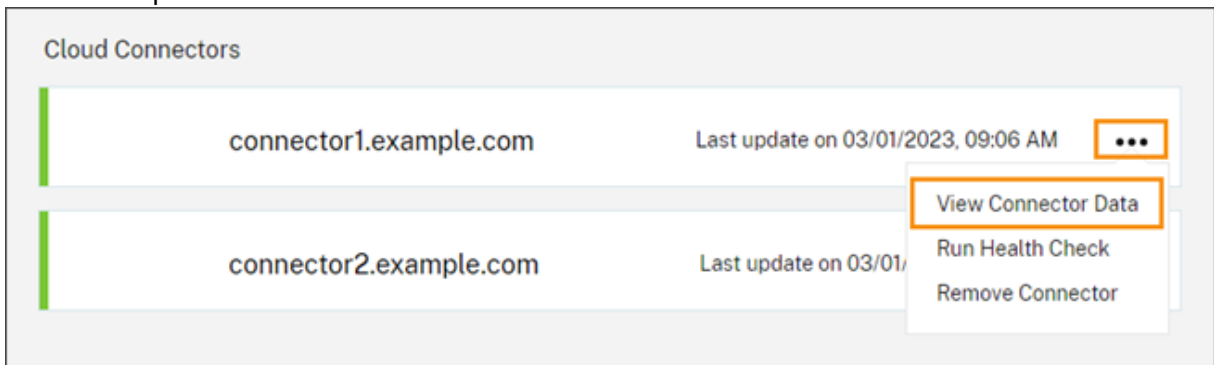 Cloud Connectors
connector1.example.com Last update on 03/01/2023, 09:06 AM
View Connector Data
Run Health Check
Remove Connector
connector2.example.com Last update on 03/01/